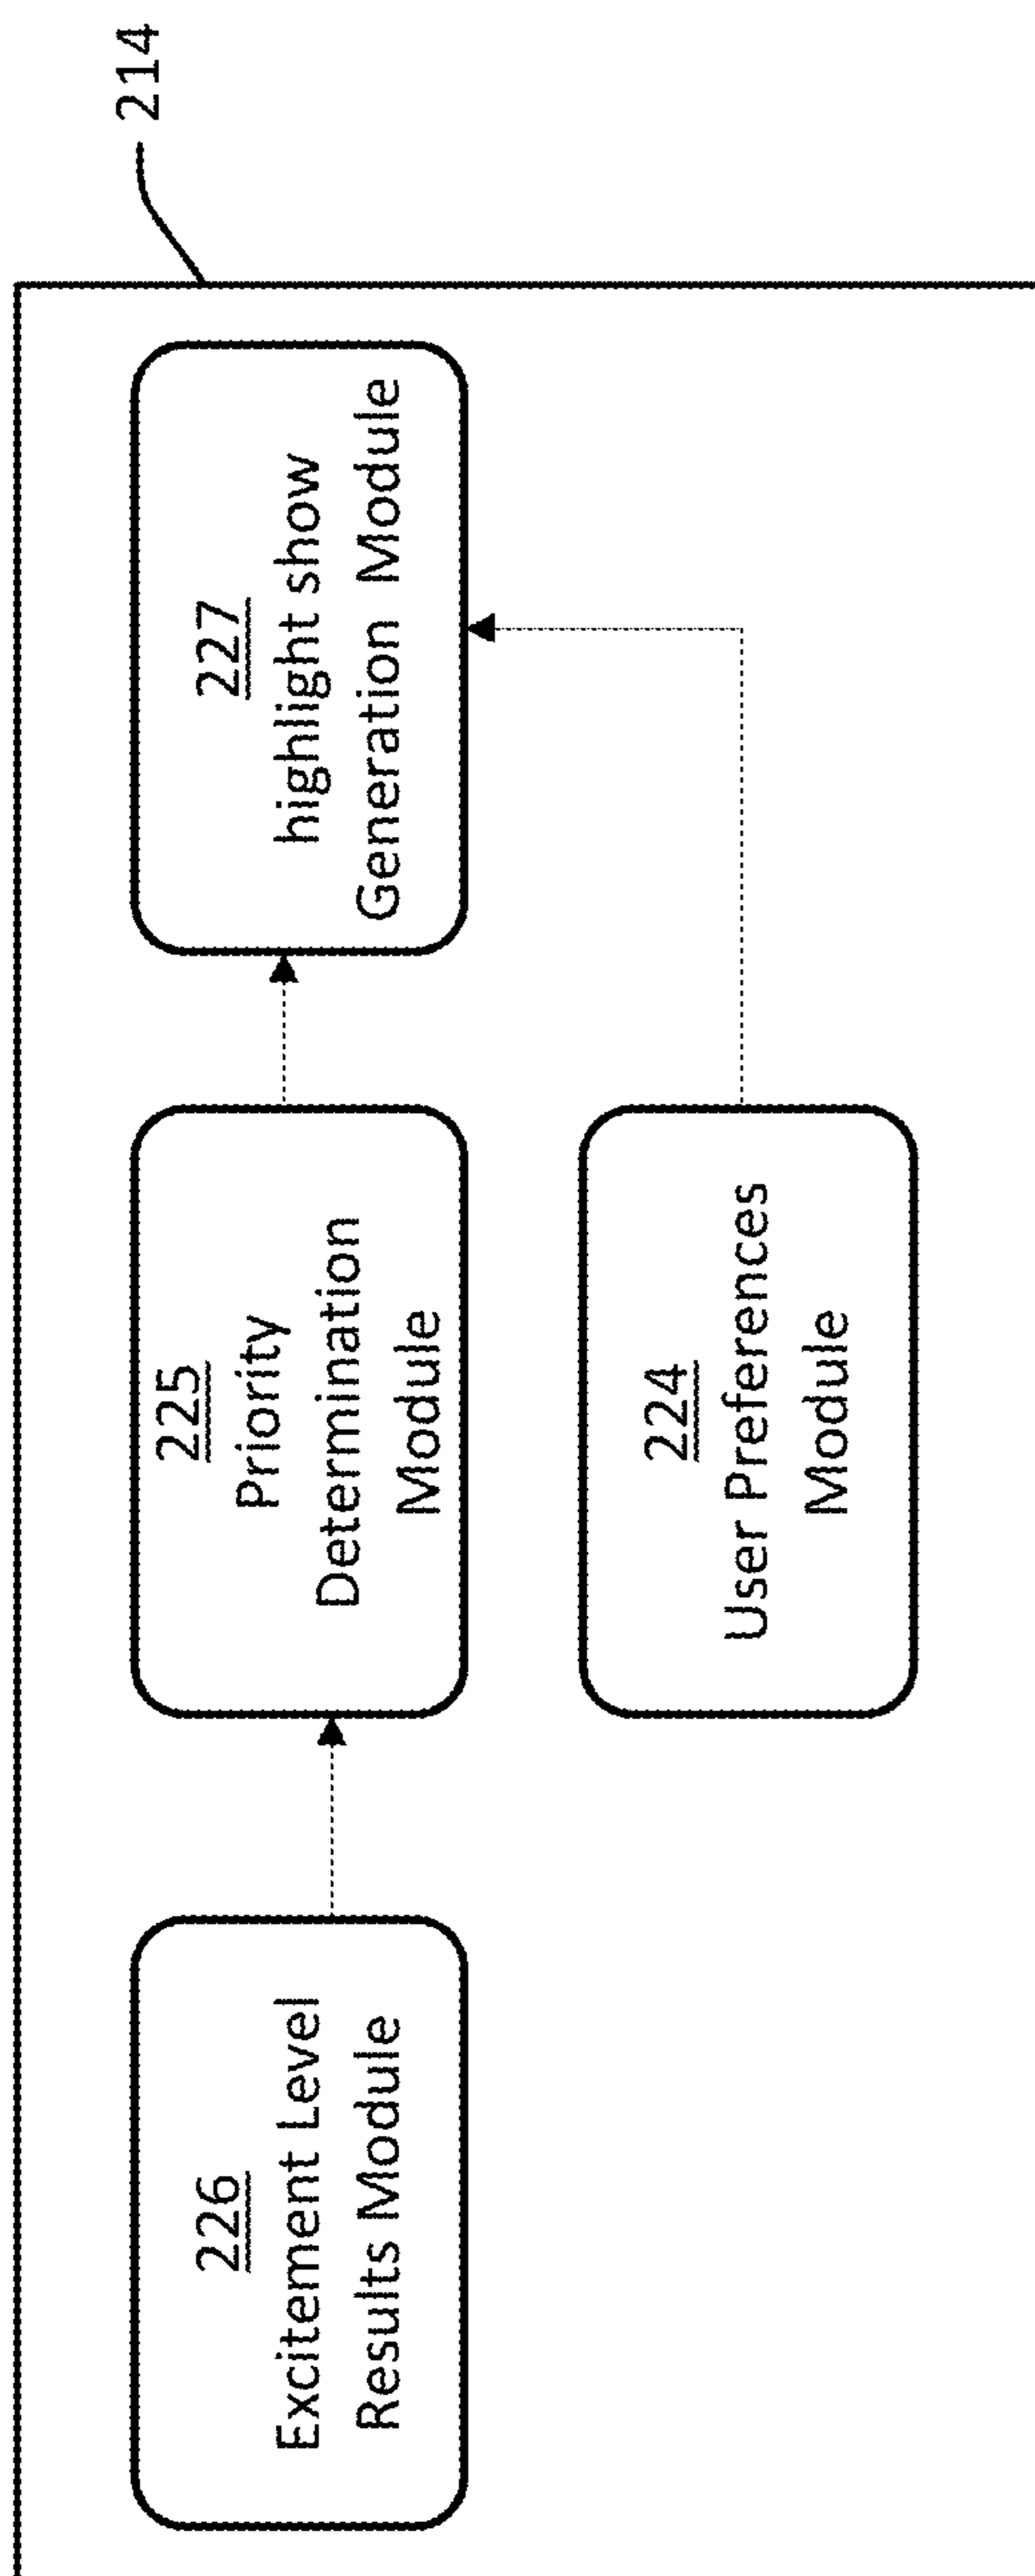 214
226
Excitement Level
Results Module
225
Priority
Determination
Module
227
highlight show
Generation Module
224
User Preferences
Module